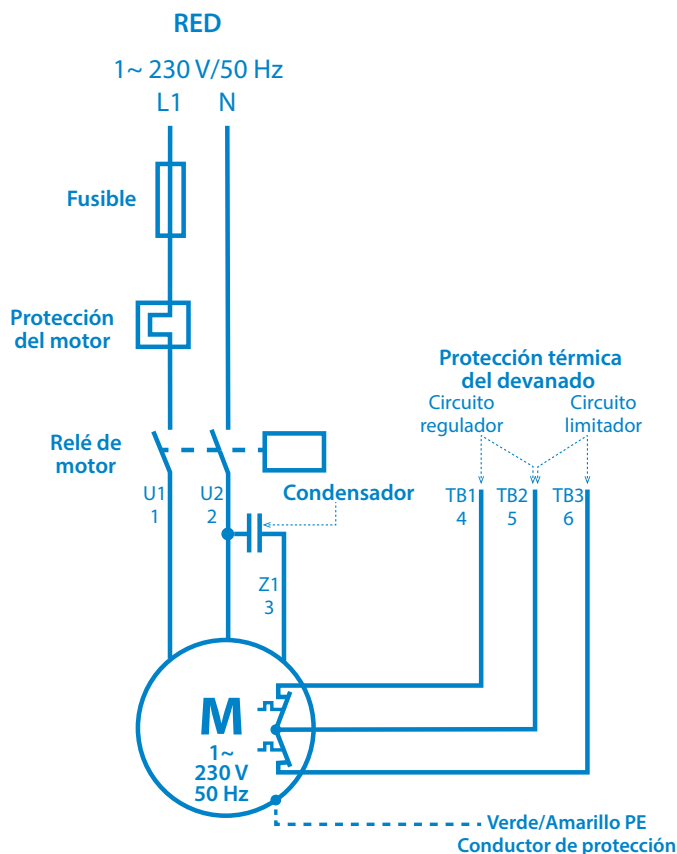 RED
1~ 230 V/50 Hz
L1 N
Fusible
Protección
del motor
Protección térmica
del devanado
Circuito
regulador
Circuito
limitador
Relé de
motor
U1
1
U2
2
Condensador
TB1
4
TB2
5
TB3
6
Z1
3
M
1~
230 V
50 Hz
Verde/Amarillo PE
Conductor de protección